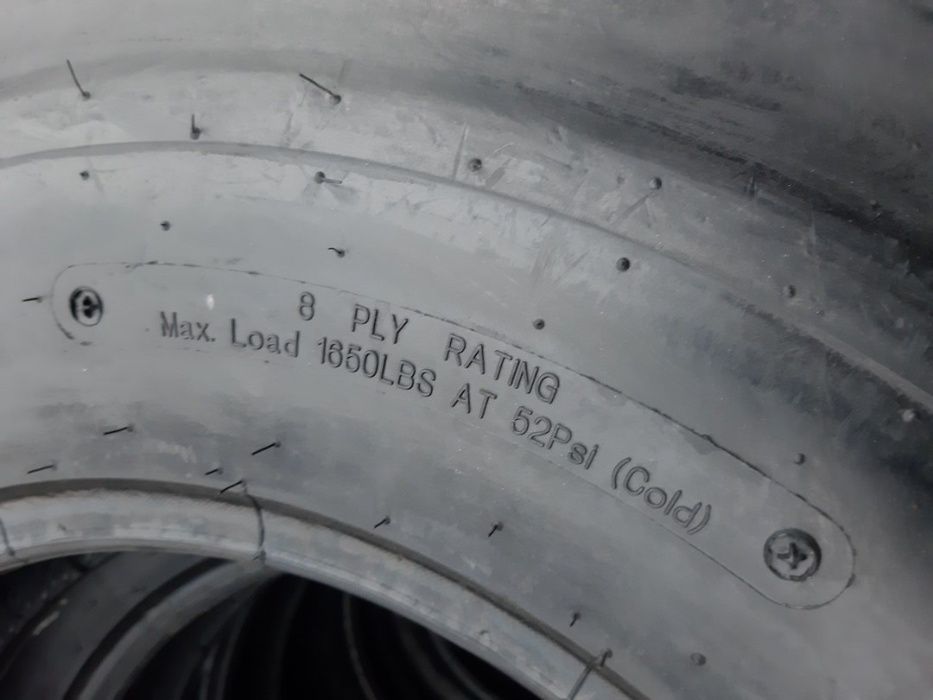 8 PLY RATING
Max. Load 1650LBS AT 52Psi (Cold)